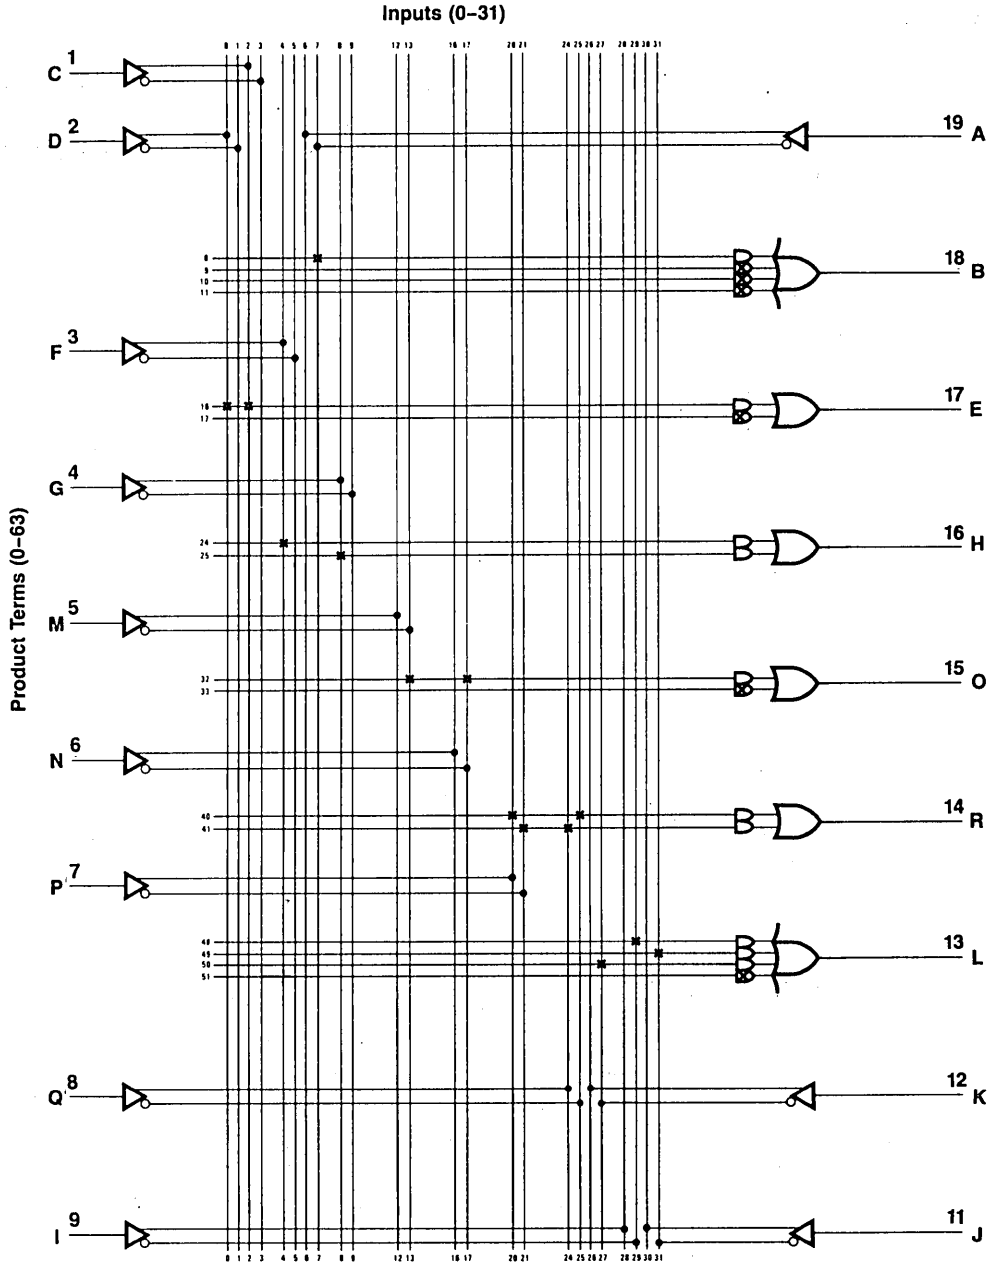 Inputs (0–31)
0 1 2 3 4 5 6 7 8 9 12 13 16 17 20 21 24 25 26 27 28 29 30 31
C 1
D 2
19 A
8
9
10
11
18 B
F 3
16
17
17 E
G 4
24
25
16 H
Product Terms (0–63)
M 5
32
33
15 O
N 6
40
41
14 R
P 7
48
49
50
51
13 L
Q 8
12 K
I 9
11 J
0 1 2 3 4 5 6 7 8 9 12 13 16 17 20 21 24 25 26 27 28 29 30 31